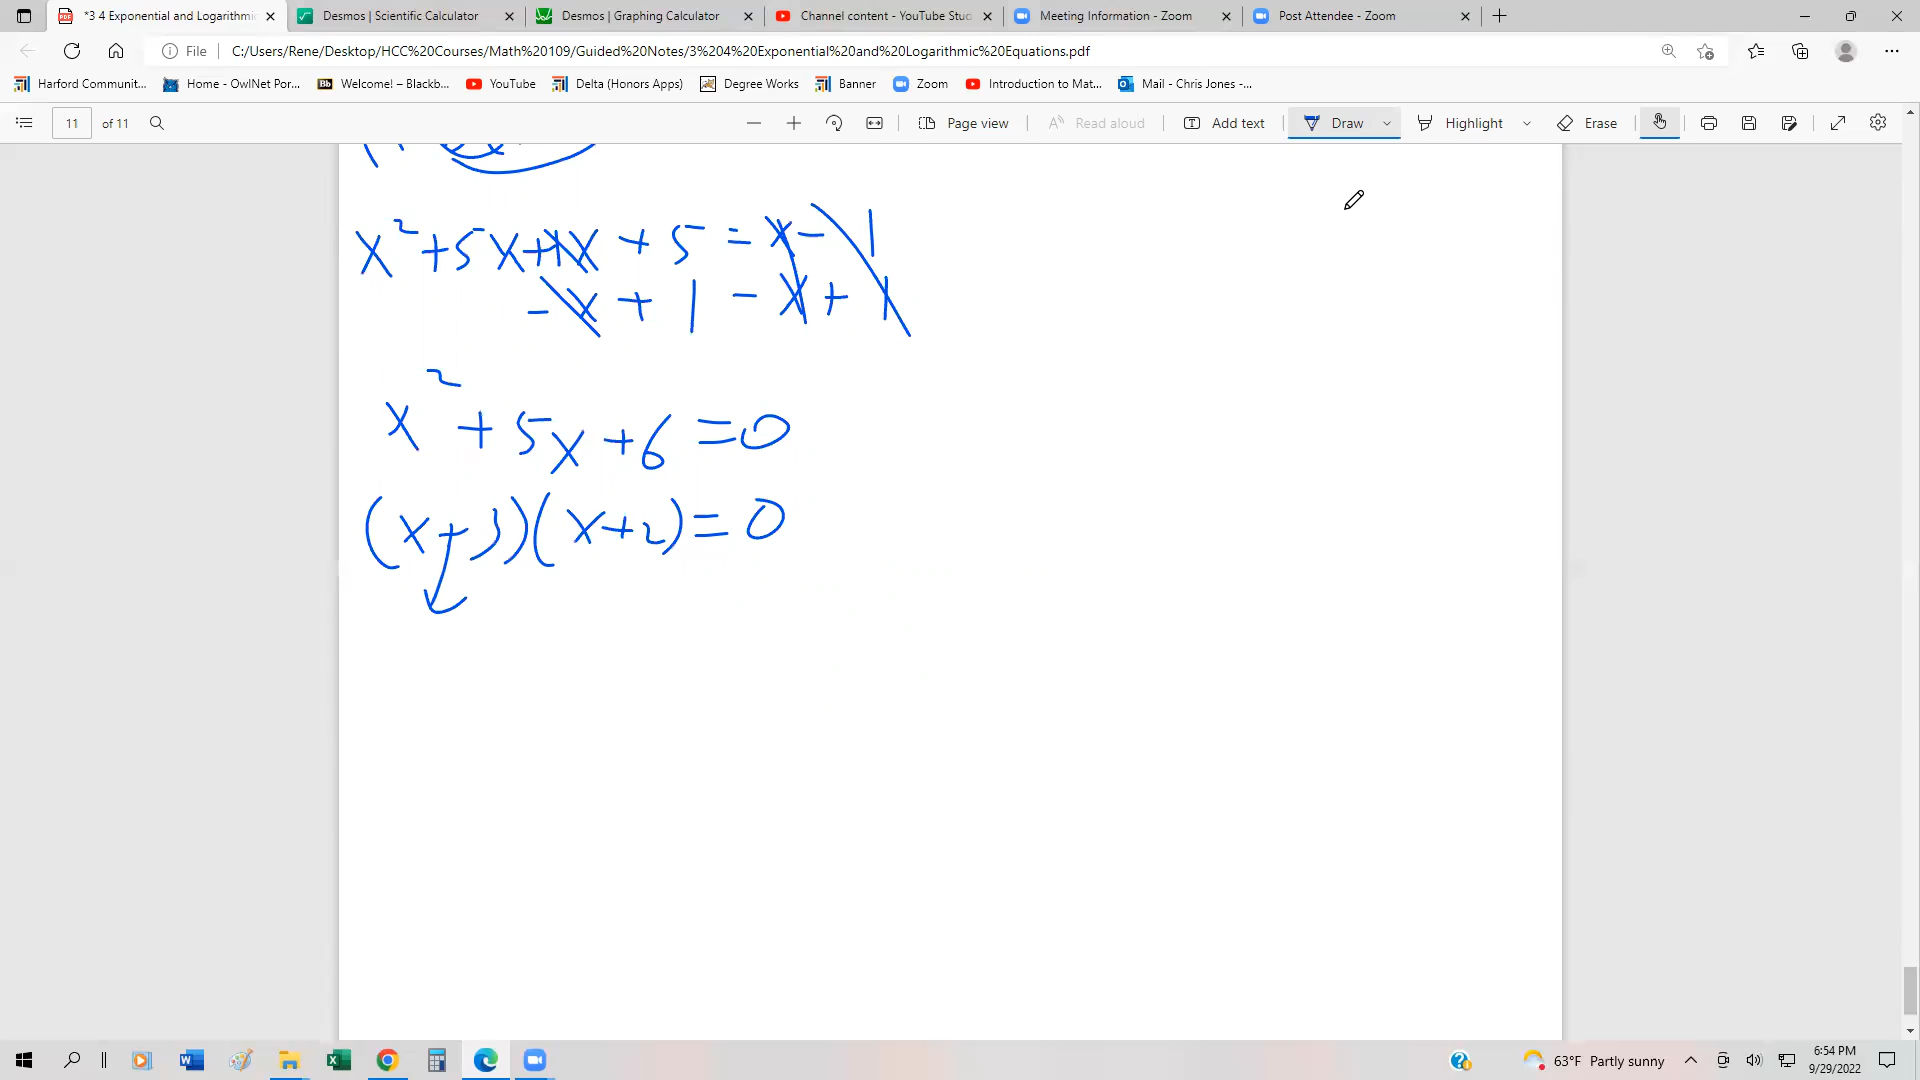 *3 4 Exponential and Logarithmic
Desmos | Scientific Calculator
Desmos | Graphing Calculator
Channel content - YouTube Stud
Meeting Information - Zoom
Post Attendee - Zoom
File
C:/Users/Rene/Desktop/HCC%20Courses/Math%20109/Guided%20Notes/3%204%20Exponential%20and%20Logarithmic%20Equations.pdf
Harford Communit...
Home - OwlNet Por...
Bb Welcome! – Blackb...
YouTube
Delta (Honors Apps)
Degree Works
Banner
Zoom
Introduction to Mat...
Mail - Chris Jones -...
11 of 11
Page view
Read aloud
Add text
Draw
Highlight
Erase
x² + 5x + 1x + 5 = x - 1
- x + 1 - x + 1
x² + 5x + 6 = 0
(x + 3)(x + 2) = 0
63°F Partly sunny
6:54 PM
9/29/2022